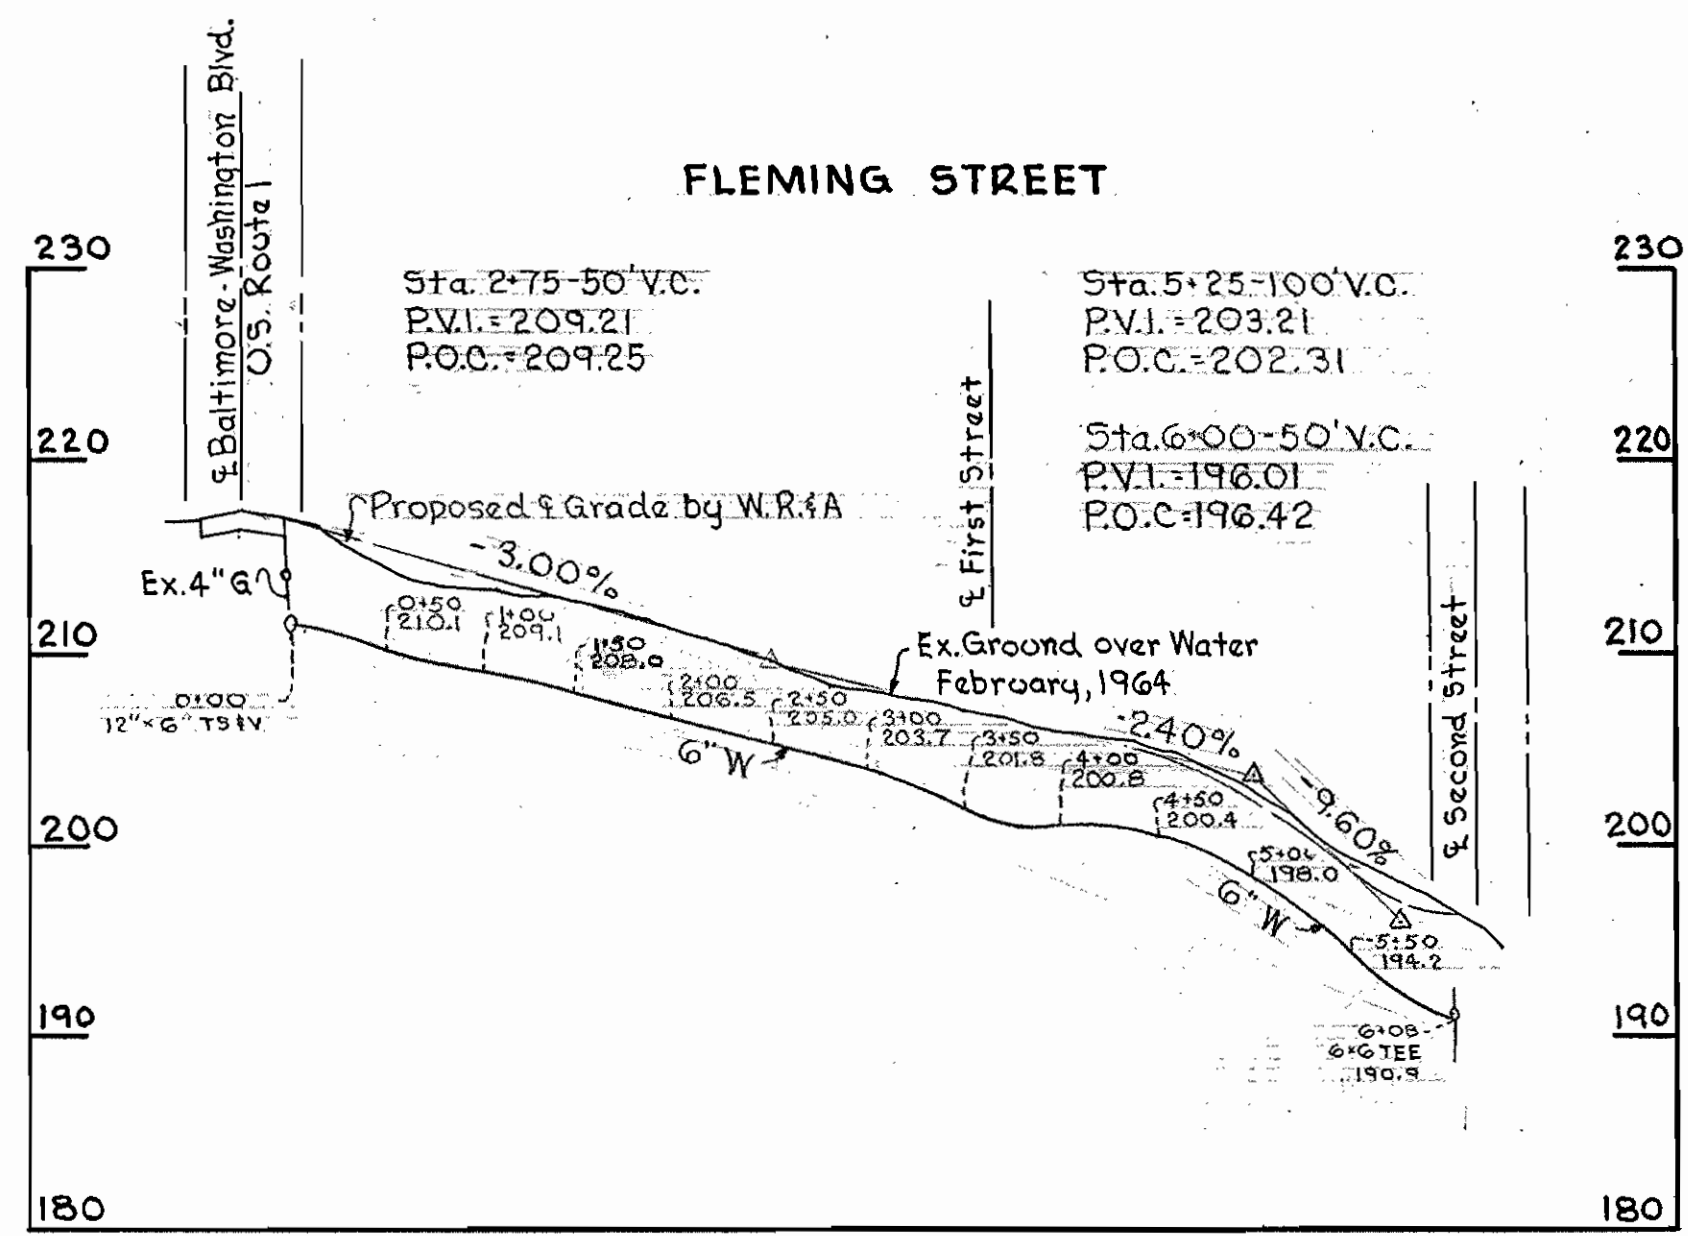 ℄ Baltimore-Washington Blvd.
U.S. Route 1
FLEMING STREET
230
230
Sta. 2+75-50' V.C.
P.V.I. = 209.21
P.O.C. = 209.25
Sta. 5+25-100' V.C.
P.V.I. = 203.21
P.O.C. = 202.31
Sta. 6+00-50' V.C.
P.V.I. = 196.01
P.O.C = 196.42
220
220
℄ First Street
Proposed ℄ Grade by W.R.&A
-3.00%
Ex. 4" G
210
210
Ex. Ground over Water
February, 1964
0+50
210.1
1+00
209.1
1+50
208.0
2+00
206.5
2+50
205.0
3+00
203.7
3+50
201.8
4+00
200.8
4+50
200.4
5+00
198.0
5+50
194.2
0+00
12"×6" TS&V
6" W
-2.40%
-9.60%
℄ Second Street
200
200
6" W
190
190
6+08
6×6 TEE
190.9
180
180